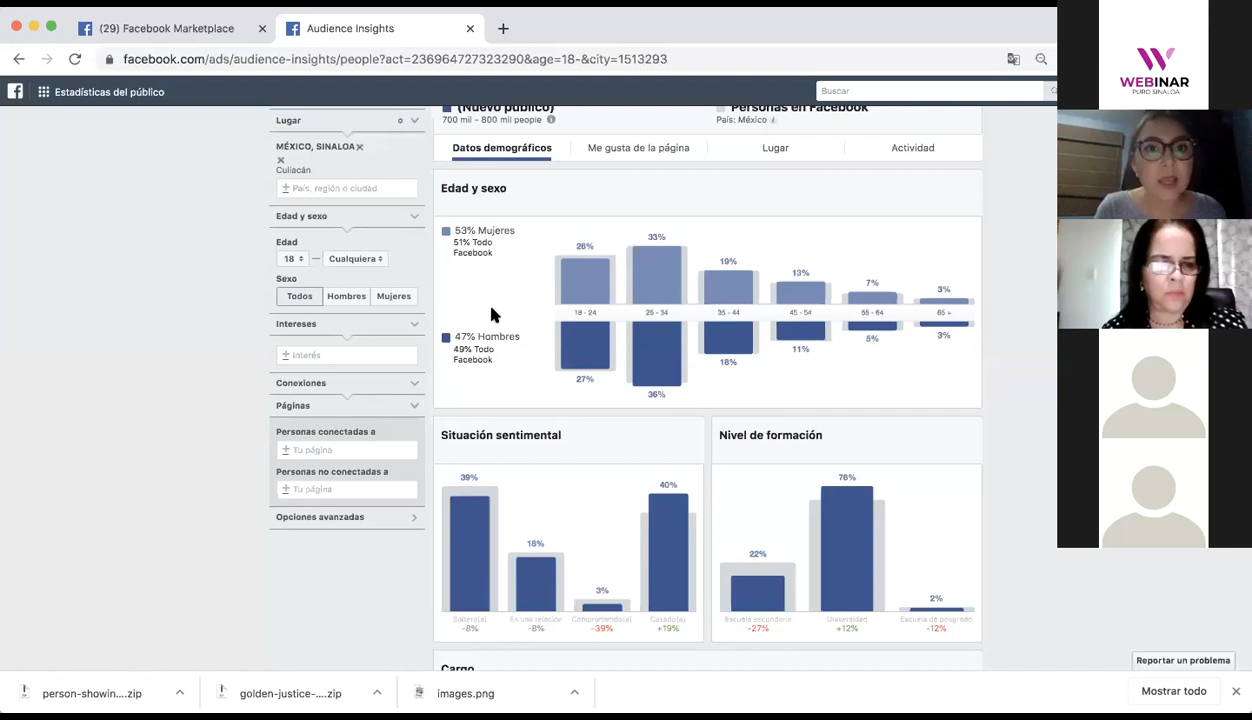 (29) Facebook Marketplace
Audience Insights
facebook.com/ads/audience-insights/people?act=236964727323290&age=18-&city=1513293
Estadísticas del público
Buscar
Lugar 0
MÉXICO, SINALOA
Culiacán
País, región o ciudad
Edad y sexo
Edad
18 — Cualquiera
Sexo
Todos Hombres Mujeres
Intereses
Interés
Conexiones
Páginas
Personas conectadas a
Tu página
Personas no conectadas a
Tu página
Opciones avanzadas
(Nuevo público)
700 mil - 800 mil people
Personas en Facebook
País: México
Datos demográficos Me gusta de la página Lugar Actividad
Edad y sexo
53% Mujeres
51% Todo
Facebook
47% Hombres
49% Todo
Facebook
26% 33% 19% 13% 7% 3%
18 - 24 25 - 34 35 - 44 45 - 54 55 - 64 65 +
27% 36% 18% 11% 5% 3%
Situación sentimental
39% 18% 3% 40%
Soltero(a) En una relación Comprometido(a) Casado(a)
-8% -8% -39% +19%
Nivel de formación
22% 76% 2%
Escuela secundaria Universidad Escuela de posgrado
-27% +12% -12%
Cargo
Reportar un problema
person-showin....zip
golden-justice-....zip
images.png
Mostrar todo
WEBINAR
PURO SINALOA